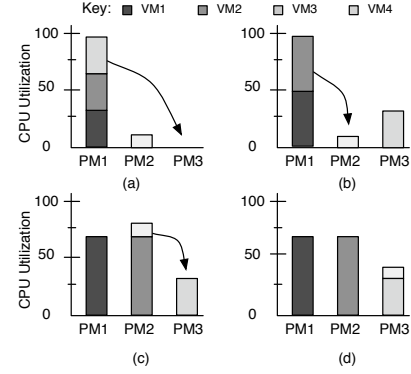 Key: VM1 VM2 VM3 VM4
CPU Utilization
100
50
0
PM1 PM2 PM3
(a)
100
50
0
PM1 PM2 PM3
(b)
CPU Utilization
100
50
0
PM1 PM2 PM3
(c)
100
50
0
PM1 PM2 PM3
(d)